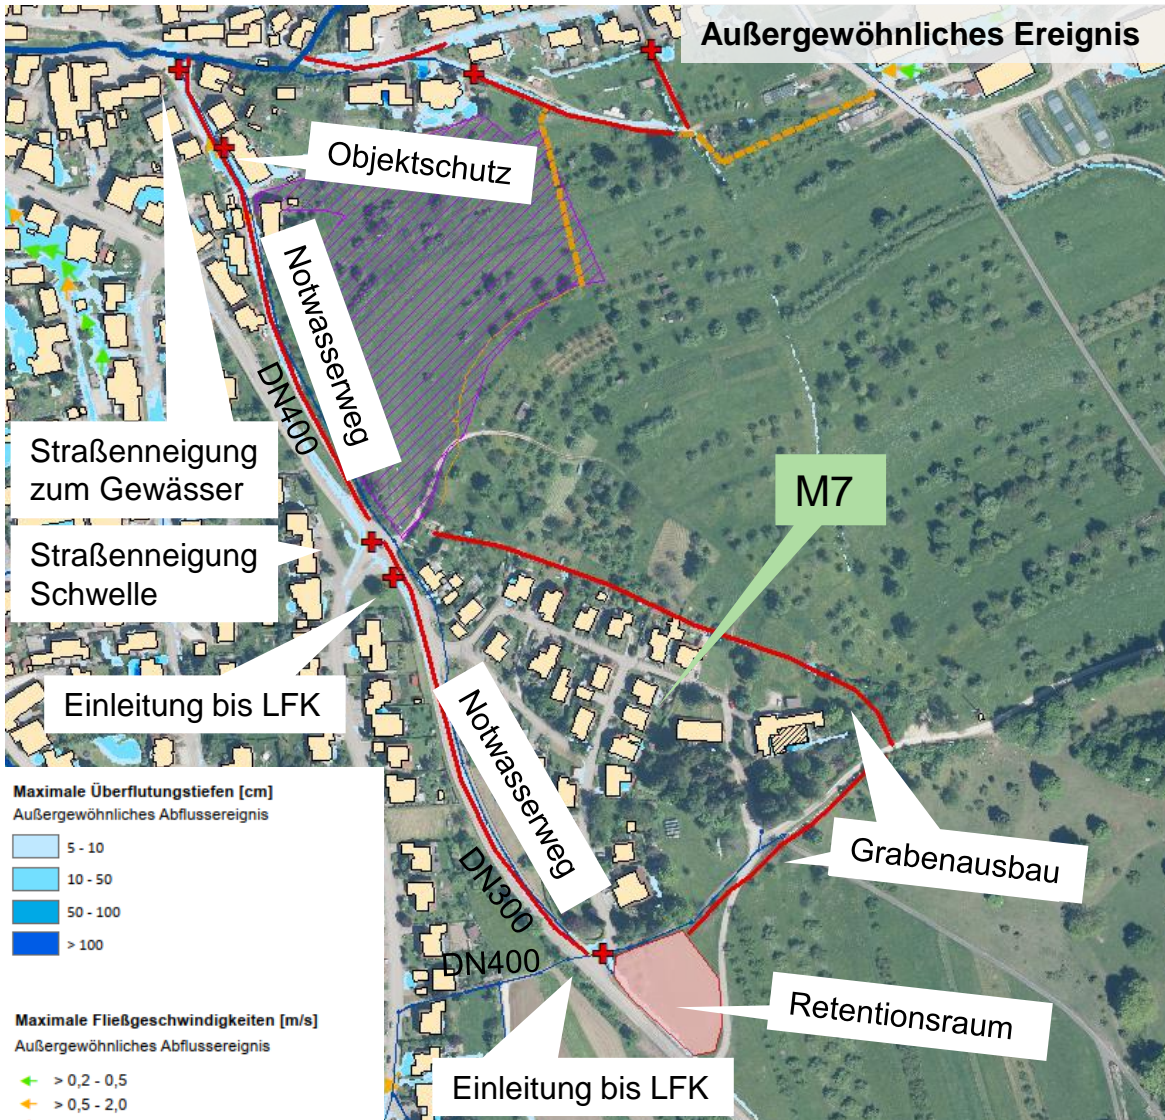 Außergewöhnliches Ereignis
Objektschutz
Notwasserweg
DN400
Straßenneigung
zum Gewässer
M7
Straßenneigung
Schwelle
Einleitung bis LFK
Notwasserweg
Grabenausbau
DN300
DN400
Retentionsraum
Einleitung bis LFK
Maximale Überflutungstiefen [cm]
Außergewöhnliches Abflussereignis
5 - 10
10 - 50
50 - 100
> 100
Maximale Fließgeschwindigkeiten [m/s]
Außergewöhnliches Abflussereignis
> 0,2 - 0,5
> 0,5 - 2,0